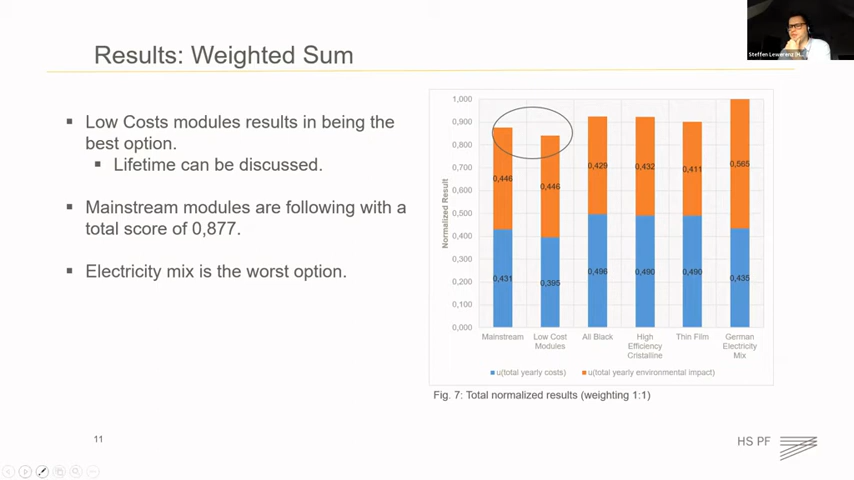 Results: Weighted Sum
Low Costs modules results in being the
best option.
Lifetime can be discussed.
Mainstream modules are following with a
total score of 0,877.
Electricity mix is the worst option.
Normalized Result
1,000
0,900
0,800
0,700
0,600
0,500
0,400
0,300
0,200
0,100
0,000
0,446
0,446
0,429
0,432
0,411
0,565
0,431
0,395
0,496
0,490
0,490
0,435
Mainstream
Low Cost
Modules
All Black
High
Efficiency
Cristalline
Thin Film
German
Electricity
Mix
u(total yearly costs)
u(total yearly environmental impact)
Fig. 7: Total normalized results (weighting 1:1)
11
HS PF
Steffen Lewerenz